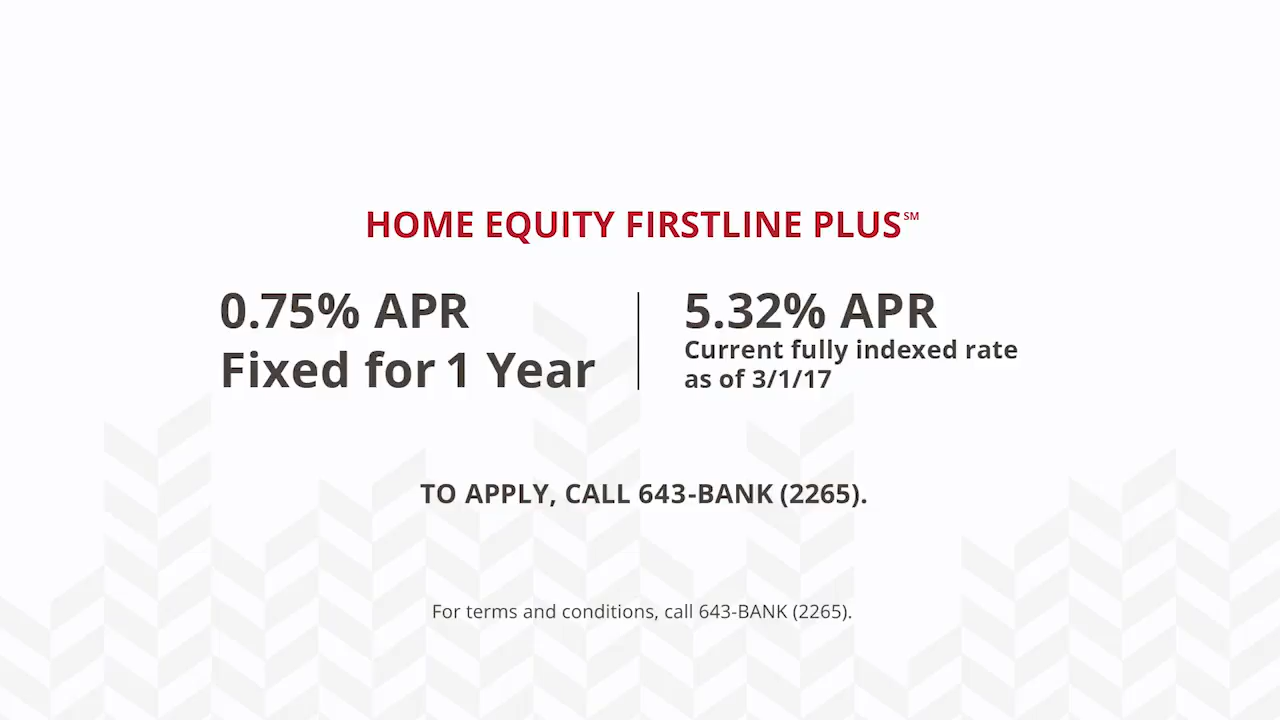 HOME EQUITY FIRSTLINE PLUS℠
0.75% APR
Fixed for 1 Year
5.32% APR
Current fully indexed rate
as of 3/1/17
TO APPLY, CALL 643-BANK (2265).
For terms and conditions, call 643-BANK (2265).